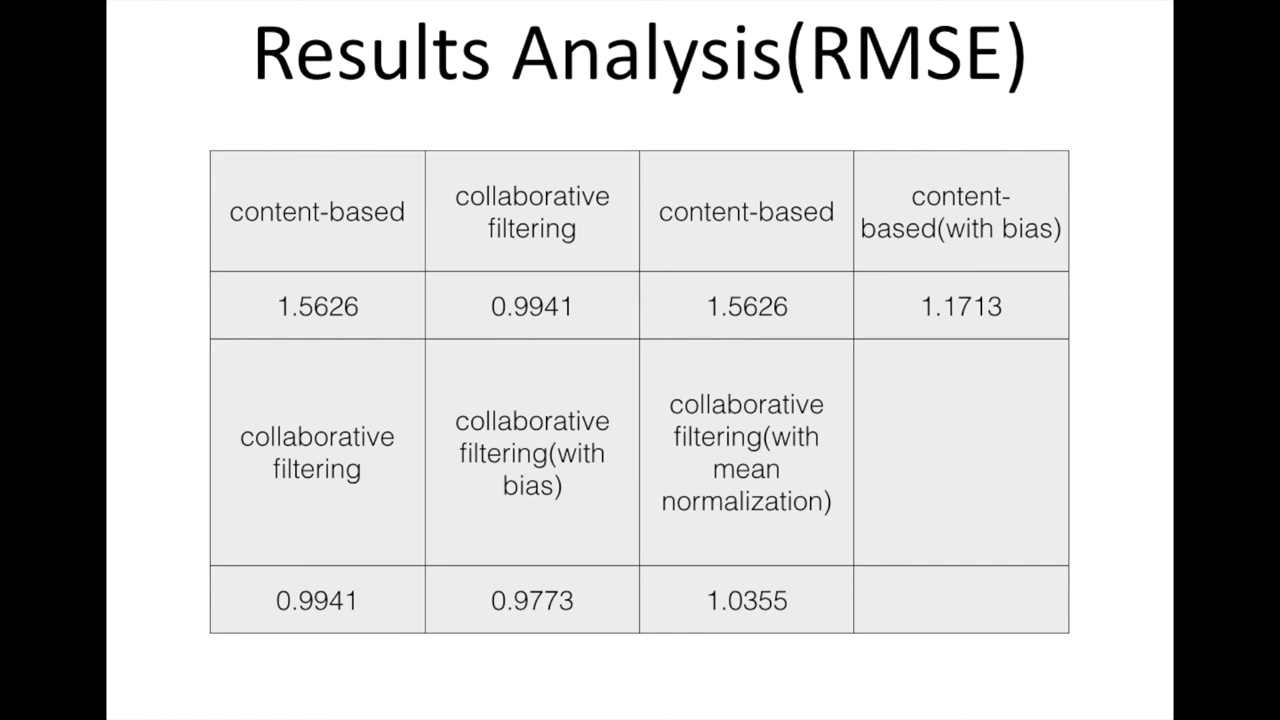 Results Analysis(RMSE)
content-based
collaborative
filtering
content-based
content-
based(with bias)
1.5626
0.9941
1.5626
1.1713
collaborative
filtering
collaborative
filtering(with
bias)
collaborative
filtering(with
mean
normalization)
0.9941
0.9773
1.0355